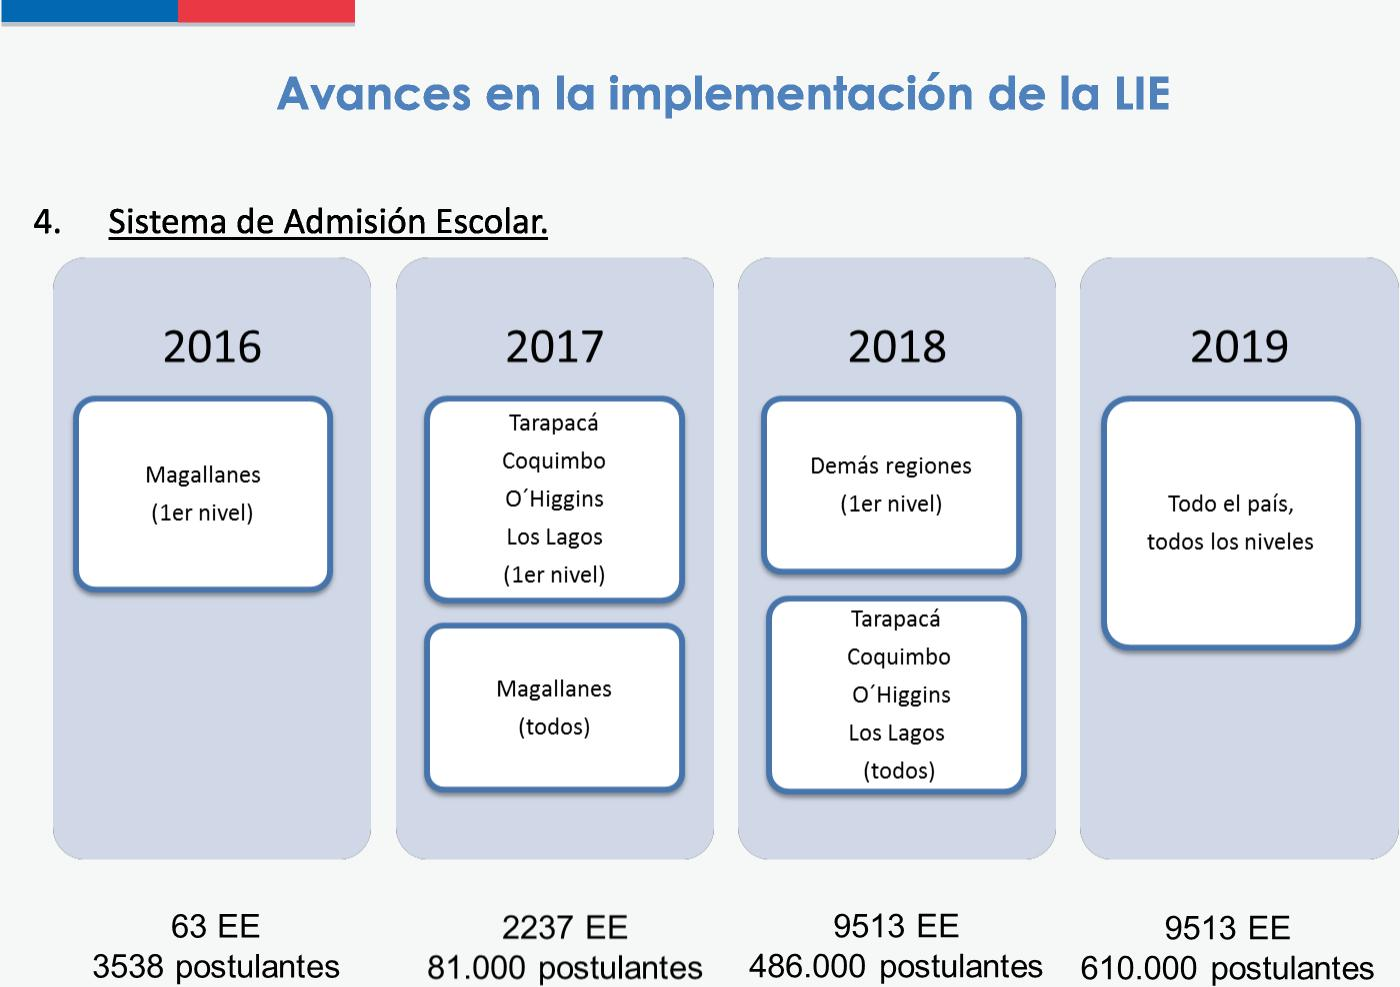 Avances en la implementación de la LIE
4. Sistema de Admisión Escolar.
2016
Magallanes
(1er nivel)
63 EE
3538 postulantes
2017
Tarapacá
Coquimbo
O´Higgins
Los Lagos
(1er nivel)
Magallanes
(todos)
2237 EE
81.000 postulantes
2018
Demás regiones
(1er nivel)
Tarapacá
Coquimbo
O´Higgins
Los Lagos
(todos)
9513 EE
486.000 postulantes
2019
Todo el país,
todos los niveles
9513 EE
610.000 postulantes